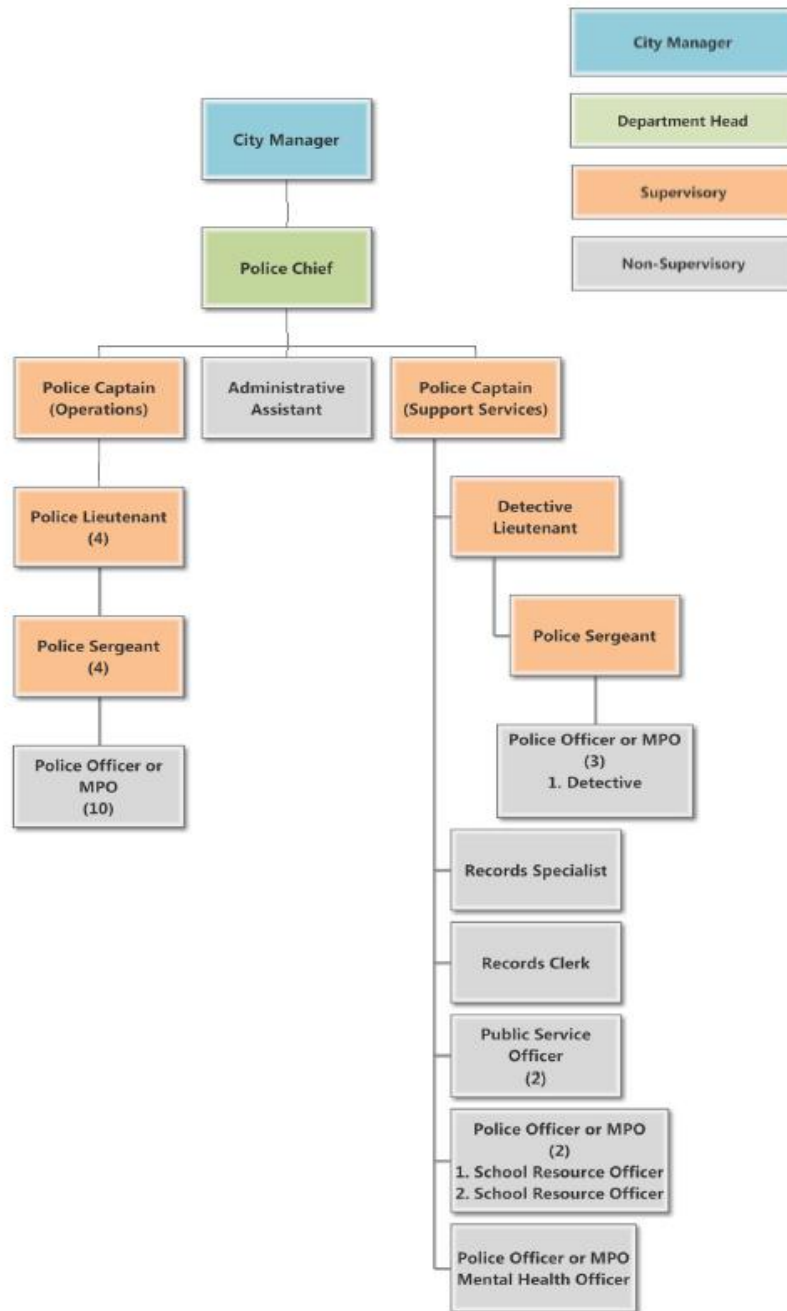 City Manager
Department Head
Supervisory
Non-Supervisory
City Manager
Police Chief
Police Captain
(Operations)
Administrative
Assistant
Police Captain
(Support Services)
Police Lieutenant
(4)
Police Sergeant
(4)
Police Officer or
MPO
(10)
Detective
Lieutenant
Police Sergeant
Police Officer or MPO
(3)
1. Detective
Records Specialist
Records Clerk
Public Service
Officer
(2)
Police Officer or MPO
(2)
1. School Resource Officer
2. School Resource Officer
Police Officer or MPO
Mental Health Officer